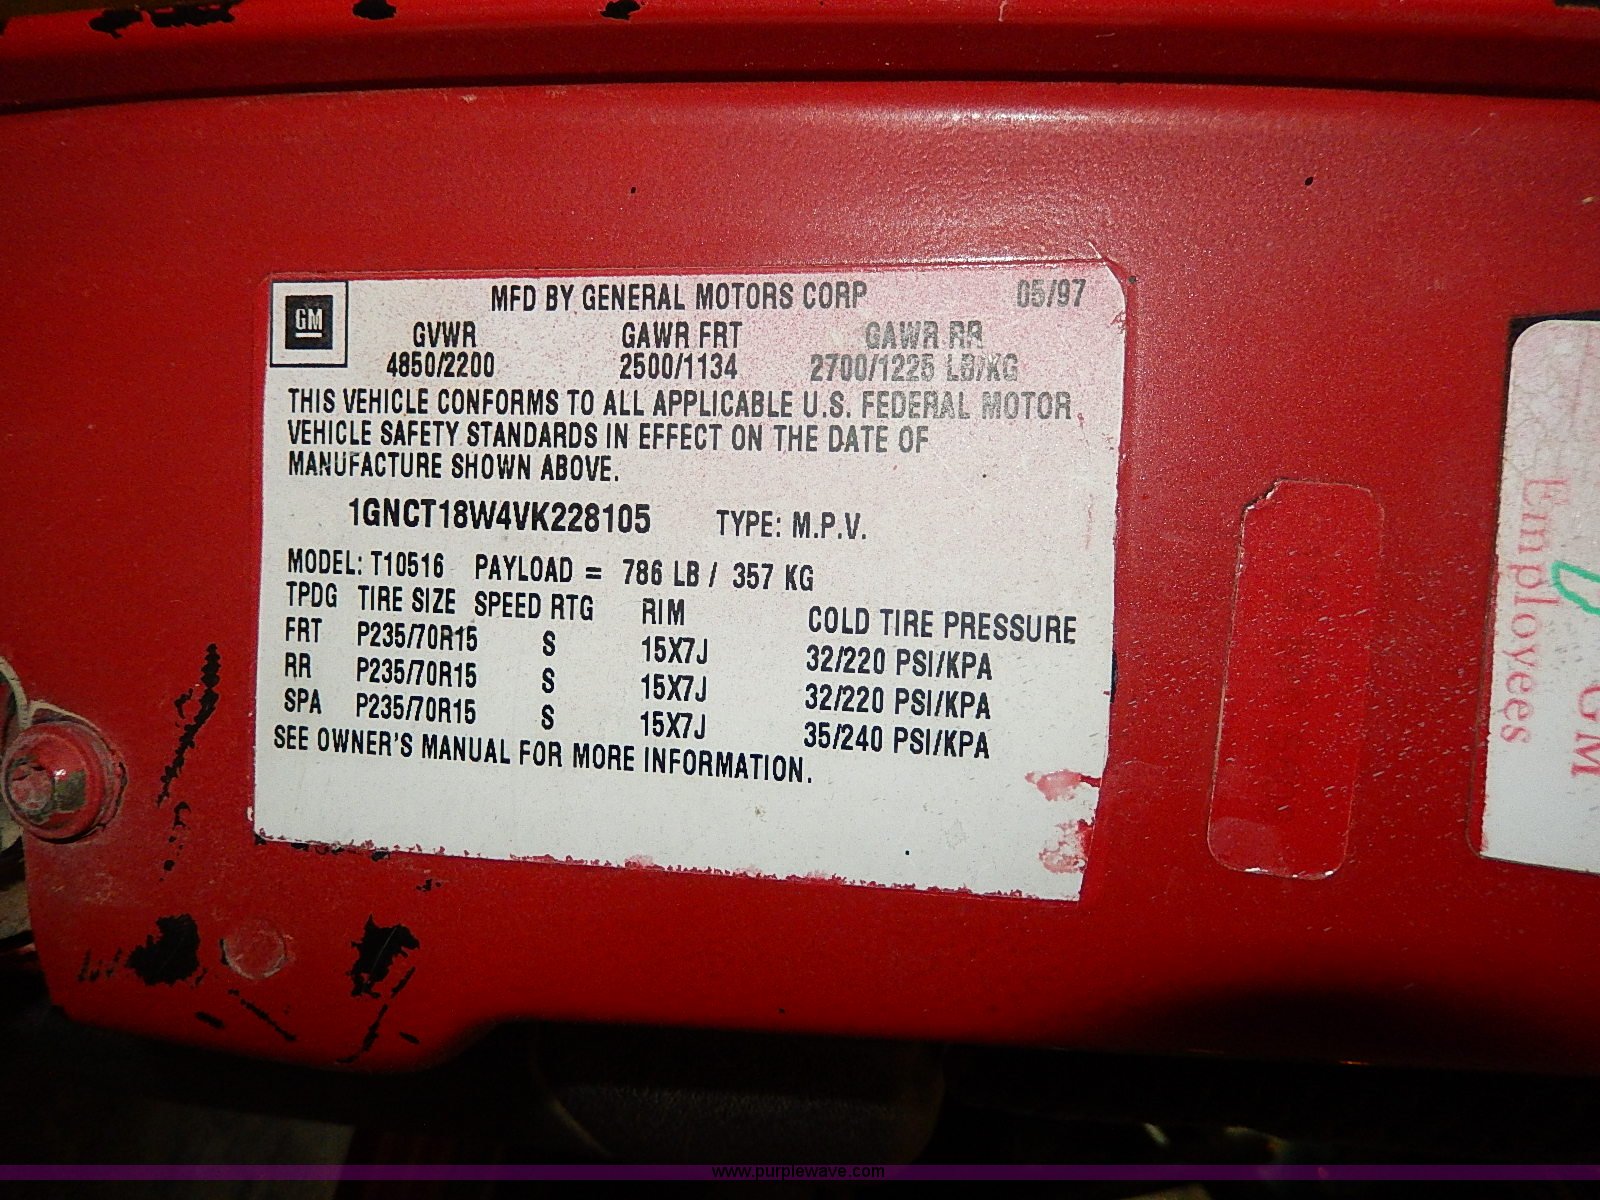 GM
MFD BY GENERAL MOTORS CORP 05/97
GVWR GAWR FRT GAWR RR
4850/2200 2500/1134 2700/1225 LB/KG
THIS VEHICLE CONFORMS TO ALL APPLICABLE U.S. FEDERAL MOTOR
VEHICLE SAFETY STANDARDS IN EFFECT ON THE DATE OF
MANUFACTURE SHOWN ABOVE.
1GNCT18W4VK228105 TYPE: M.P.V.
MODEL: T10516 PAYLOAD = 786 LB / 357 KG
TPDG TIRE SIZE SPEED RTG RIM COLD TIRE PRESSURE
FRT P235/70R15 S 15X7J 32/220 PSI/KPA
RR P235/70R15 S 15X7J 32/220 PSI/KPA
SPA P235/70R15 S 15X7J 35/240 PSI/KPA
SEE OWNER'S MANUAL FOR MORE INFORMATION.
GM
Employees
www.purplewave.com